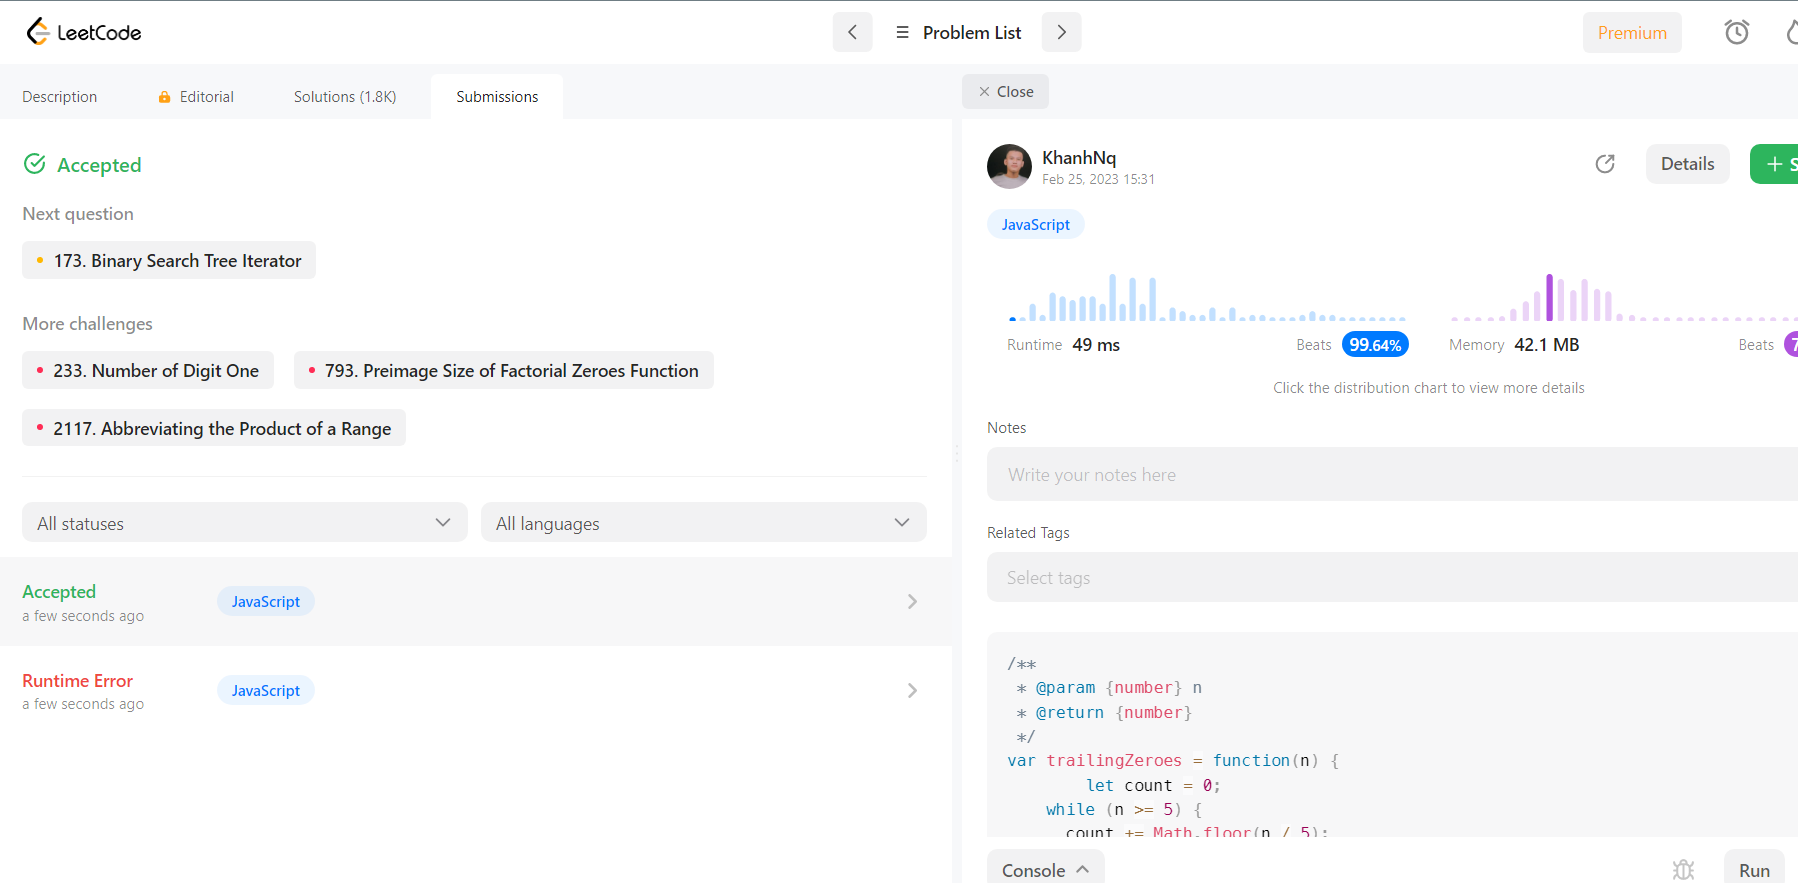 LeetCode
Problem List
Premium
Description
Editorial
Solutions (1.8K)
Submissions
Close
Accepted
Next question
173. Binary Search Tree Iterator
More challenges
233. Number of Digit One
793. Preimage Size of Factorial Zeroes Function
2117. Abbreviating the Product of a Range
All statuses
All languages
Accepted
a few seconds ago
JavaScript
Runtime Error
a few seconds ago
JavaScript
KhanhNq
Feb 25, 2023 15:31
Details
+ S
JavaScript
Runtime 49 ms
Beats 99.64%
Memory 42.1 MB
Beats 7
Click the distribution chart to view more details
Notes
Write your notes here
Related Tags
Select tags
/**
* @param {number} n
* @return {number}
*/
var trailingZeroes = function(n) {
let count = 0;
while (n >= 5) {
count += Math.floor(n / 5);
Console
Run